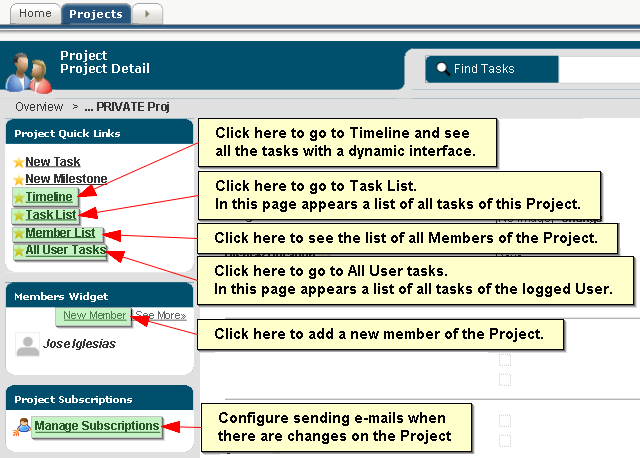 Home
Projects
Project
Project Detail
Find Tasks
Overview > ... PRIVATE Proj
Project Quick Links
New Task
New Milestone
Timeline
Task List
Member List
All User Tasks
Click here to go to Timeline and see
all the tasks with a dynamic interface.
Click here to go to Task List.
In this page appears a list of all tasks of this Project.
Click here to see the list of all Members of the Project.
Click here to go to All User tasks.
In this page appears a list of all tasks of the logged User.
Members Widget
New Member
See More»
Jose Iglesias
Click here to add a new member of the Project.
Project Subscriptions
Manage Subscriptions
Configure sending e-mails when
there are changes on the Project